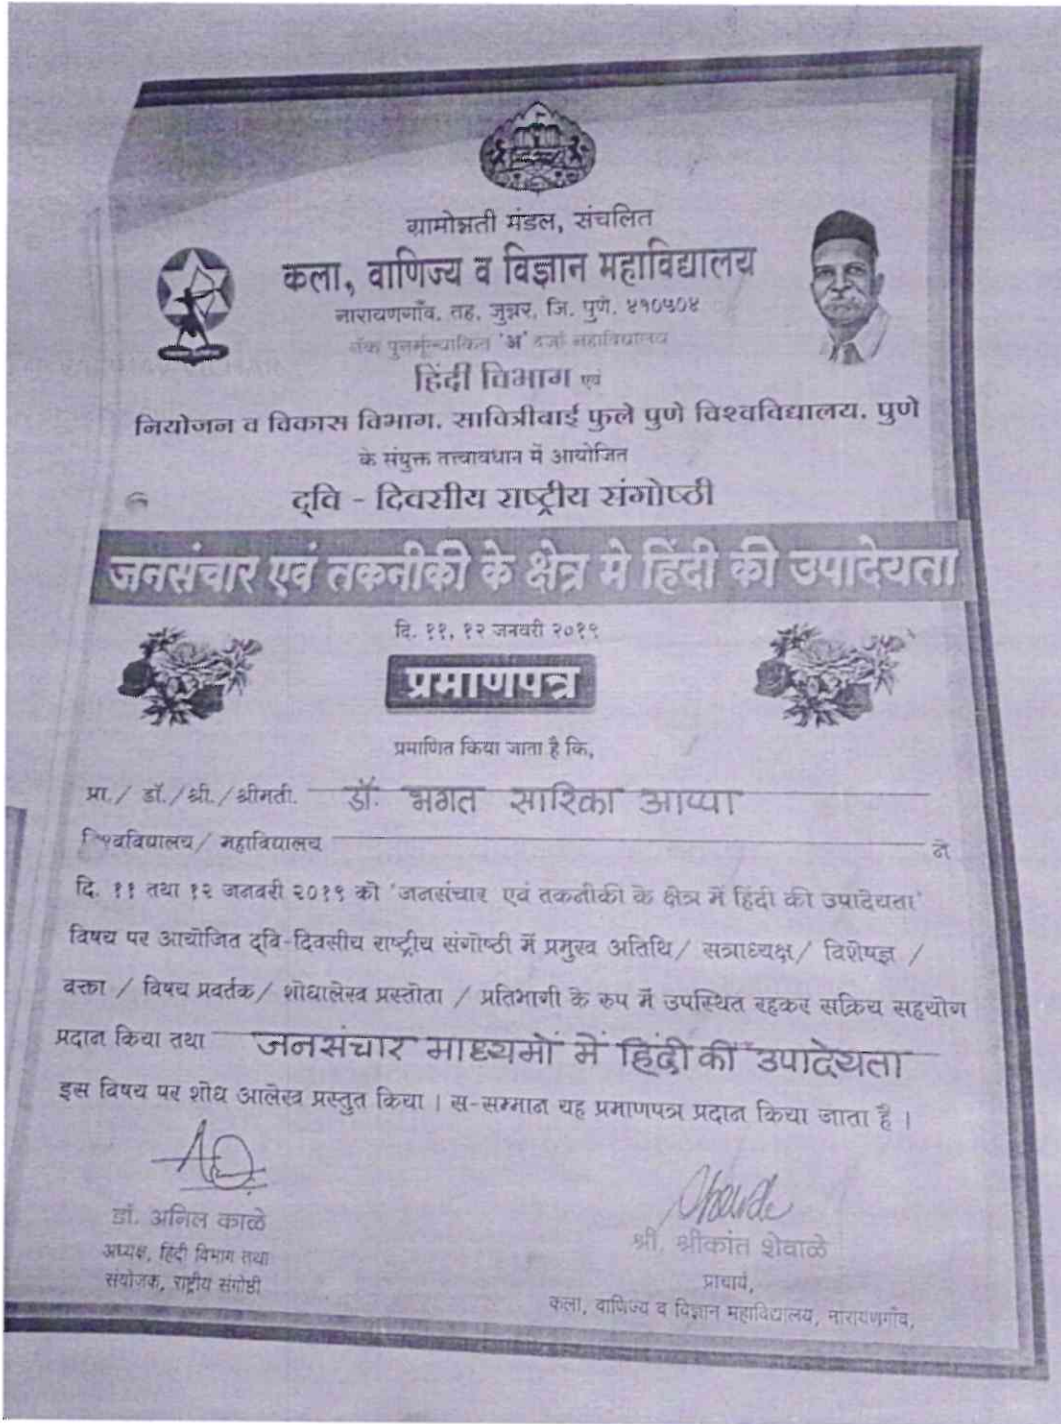 ग्रामोन्नती मंडल, संचलित
कला, वाणिज्य व विज्ञान महाविद्यालय
नारायणगाँव, तह. जुन्नर, जि. पुणे. ४१०५०४
नॅक पुनर्मूल्यांकित 'अ' दर्जा महाविद्यालय
हिंदी विभाग एवं
नियोजन व विकास विभाग, सावित्रीबाई फुले पुणे विश्वविद्यालय, पुणे
के संयुक्त तत्त्वावधान में आयोजित
द्वि - दिवसीय राष्ट्रीय संगोष्ठी
जनसंचार एवं तकनीकी के क्षेत्र मे हिंदी की उपादेयता
दि. ११, १२ जनवरी २०१९
प्रमाणपत्र
प्रमाणित किया जाता है कि,
प्रा./ डॉ./श्री./श्रीमती. डॉ. भगत सारिका आप्पा
विश्वविद्यालय/ महाविद्यालय ने
दि. ११ तथा १२ जनवरी २०१९ को 'जनसंचार एवं तकनीकी के क्षेत्र में हिंदी की उपादेयता'
विषय पर आयोजित द्वि-दिवसीय राष्ट्रीय संगोष्ठी में प्रमुख अतिथि/ सत्राध्यक्ष/ विशेषज्ञ /
वक्ता / विषय प्रवर्तक/ शोधालेख प्रस्तोता / प्रतिभागी के रुप में उपस्थित रहकर सक्रिय सहयोग
प्रदान किया तथा जनसंचार माध्यमों में हिंदी की उपादेयता
इस विषय पर शोध आलेख प्रस्तुत किया । स-सम्मान यह प्रमाणपत्र प्रदान किया जाता है ।
डॉ. अनिल काळे
अध्यक्ष, हिंदी विभाग तथा
संयोजक, राष्ट्रीय संगोष्ठी
श्री. श्रीकांत शेवाळे
प्राचार्य,
कला, वाणिज्य व विज्ञान महाविद्यालय, नारायणगाँव,